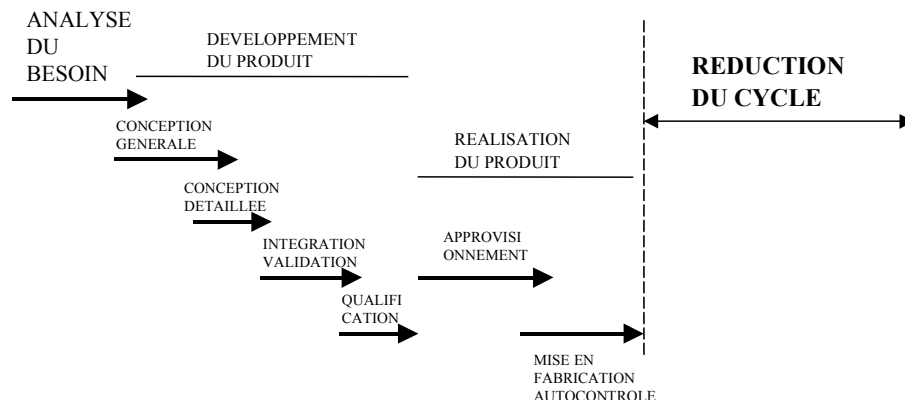 ANALYSE
DU
BESOIN
DEVELOPPEMENT
DU PRODUIT
REDUCTION
DU CYCLE
CONCEPTION
GENERALE
REALISATION
DU PRODUIT
CONCEPTION
DETAILLEE
INTEGRATION
VALIDATION
APPROVISI
ONNEMENT
QUALIFI
CATION
MISE EN
FABRICATION
AUTOCONTROLE